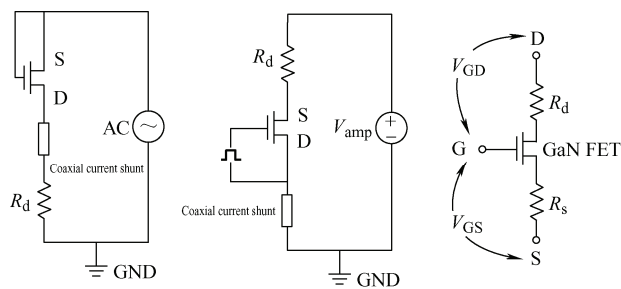 S
D
AC
Coaxial current shunt
Rd
GND
Rd
S
D
Vamp
+
−
Coaxial current shunt
GND
D
VGD
Rd
G
GaN FET
Rs
VGS
S